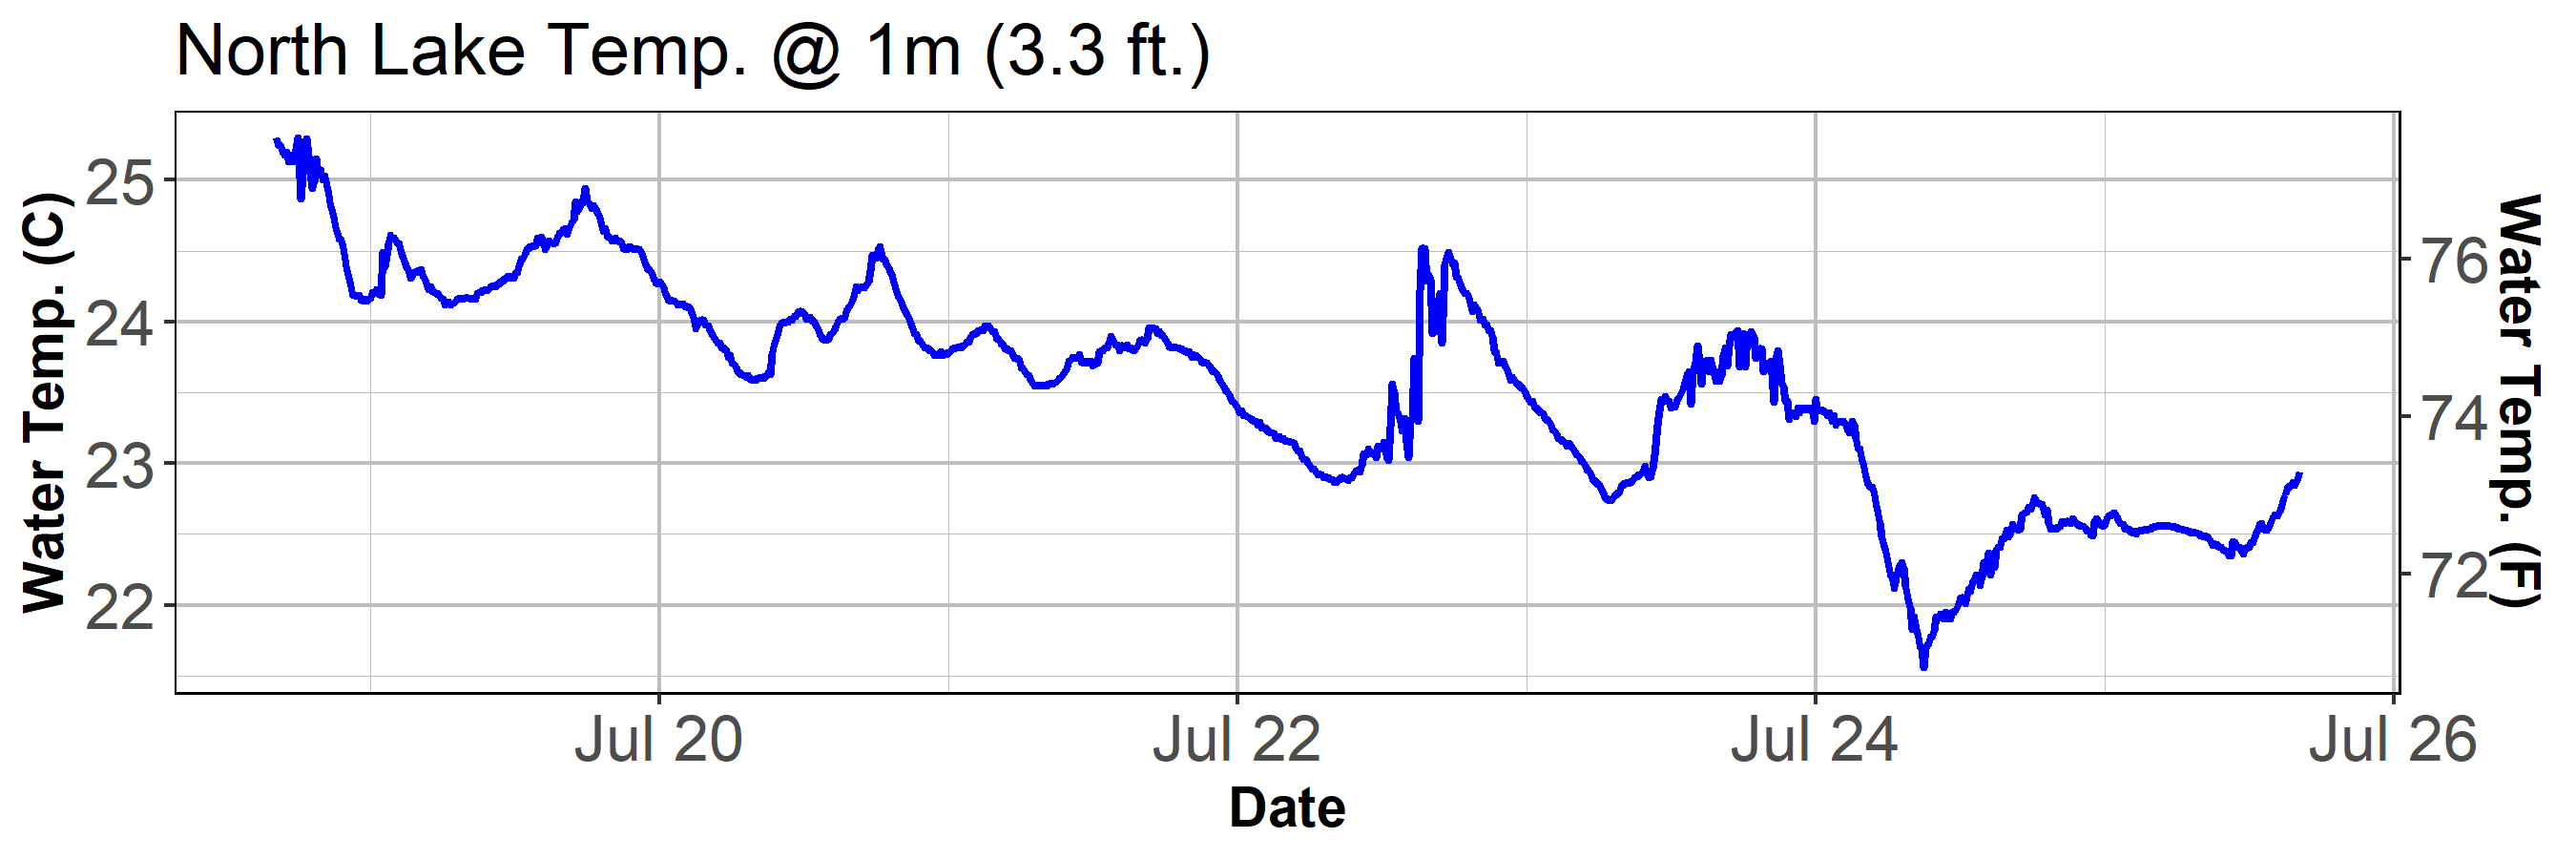 North Lake Temp. @ 1m (3.3 ft.)
Water Temp. (C)
25
24
23
22
76
74
72
Water Temp. (F)
Jul 20
Jul 22
Jul 24
Jul 26
Date